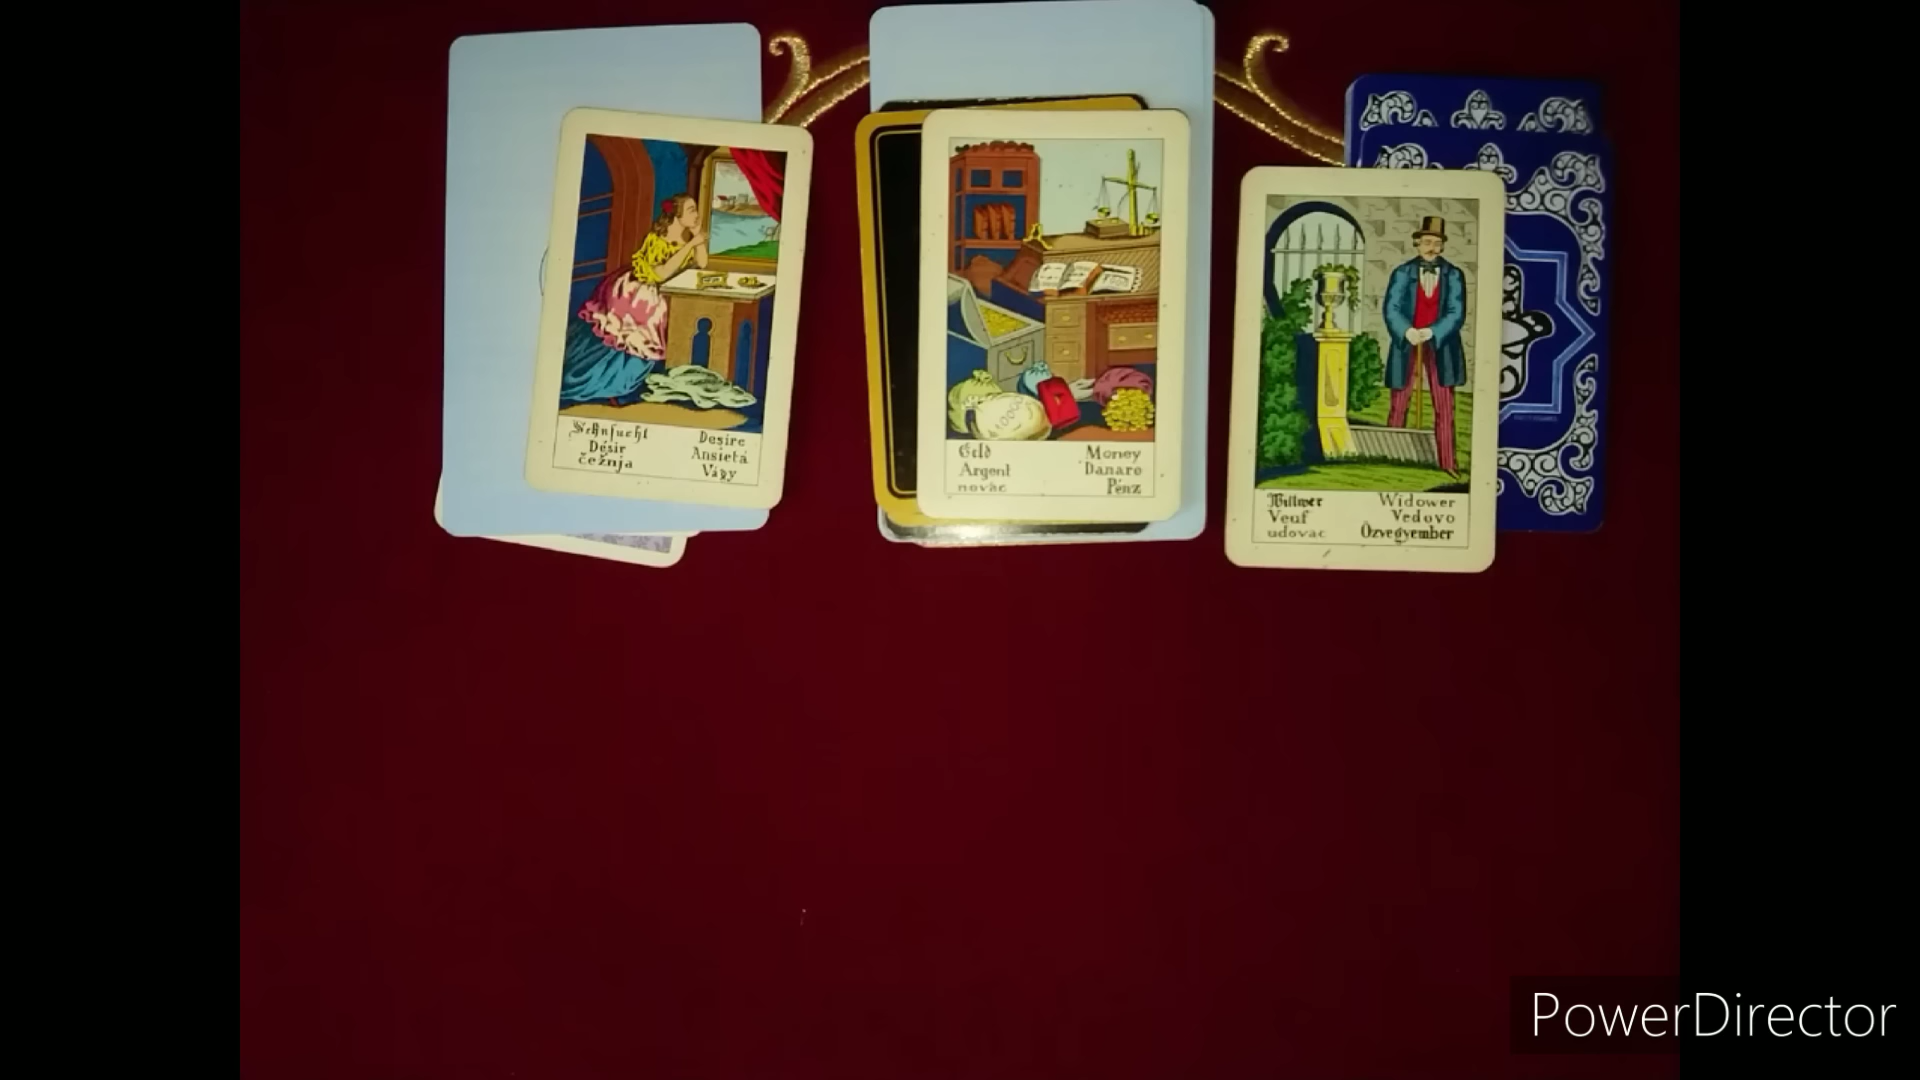 Sehnsucht
Désir
čežnja
Desire
Ansietá
Vágy
1000
Geld
Argent
novac
Money
Danaro
Pénz
Wittwer
Veuf
udovac
Widower
Vedovo
Özvegyember
PowerDirector